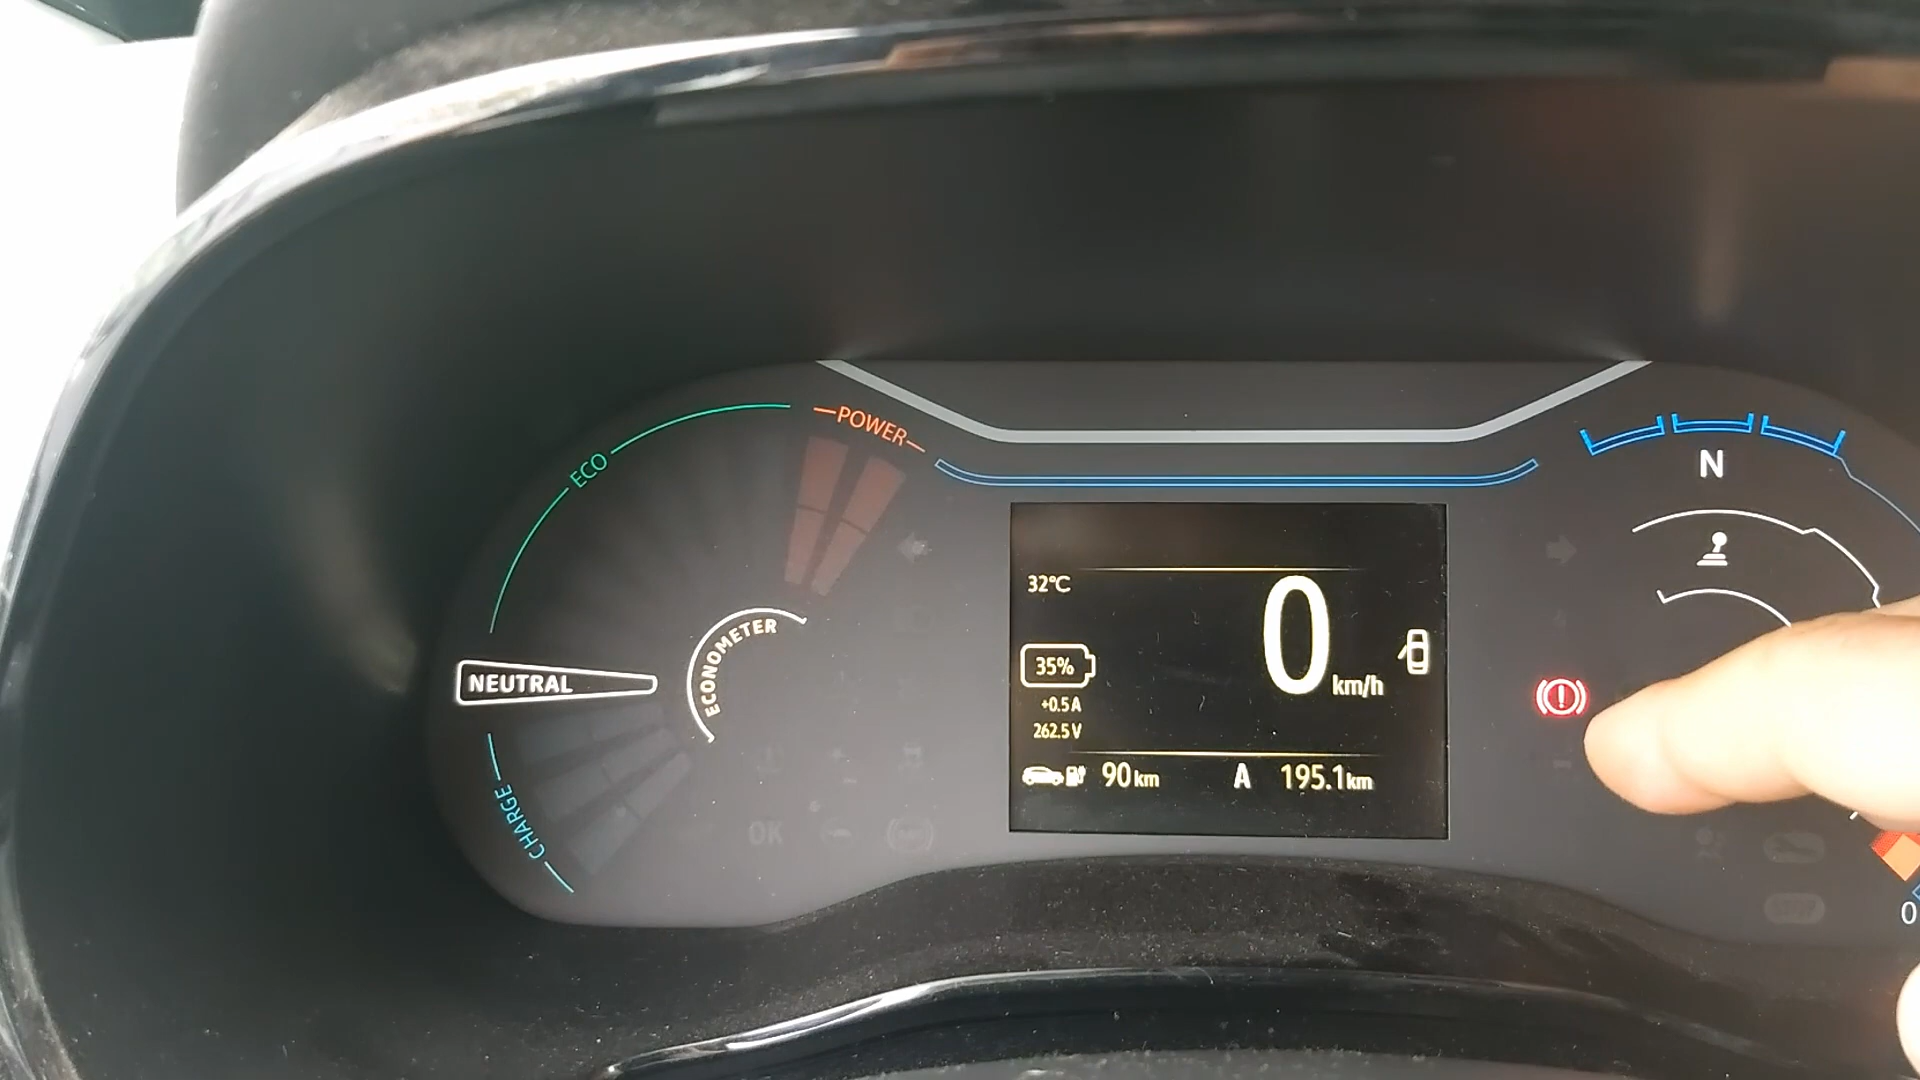 POWER
ECO
N
32°C
0
ECONOMETER
35%
km/h
NEUTRAL
+0.5 A
262.5 V
90 km A 195.1 km
CHARGE
OK
0